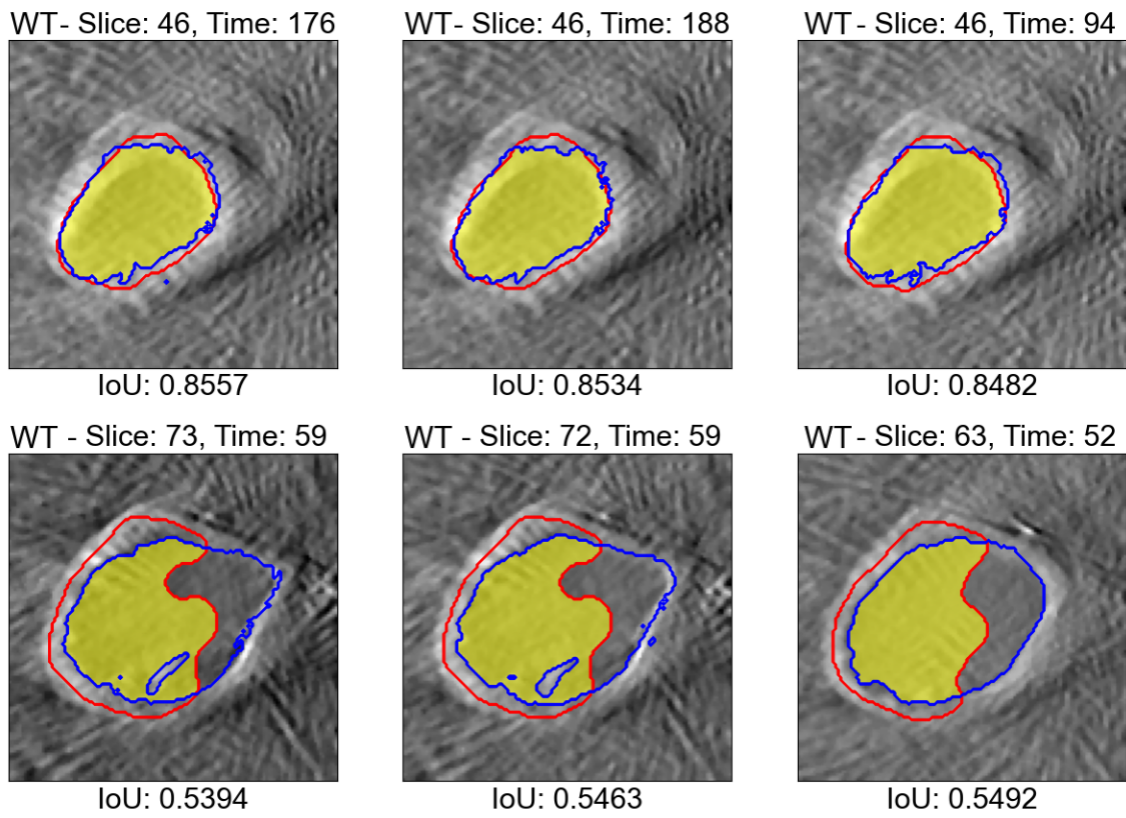 WT- Slice: 46, Time: 176
WT- Slice: 46, Time: 188
WT- Slice: 46, Time: 94
IoU: 0.8557
IoU: 0.8534
IoU: 0.8482
WT - Slice: 73, Time: 59
WT - Slice: 72, Time: 59
WT - Slice: 63, Time: 52
IoU: 0.5394
IoU: 0.5463
IoU: 0.5492